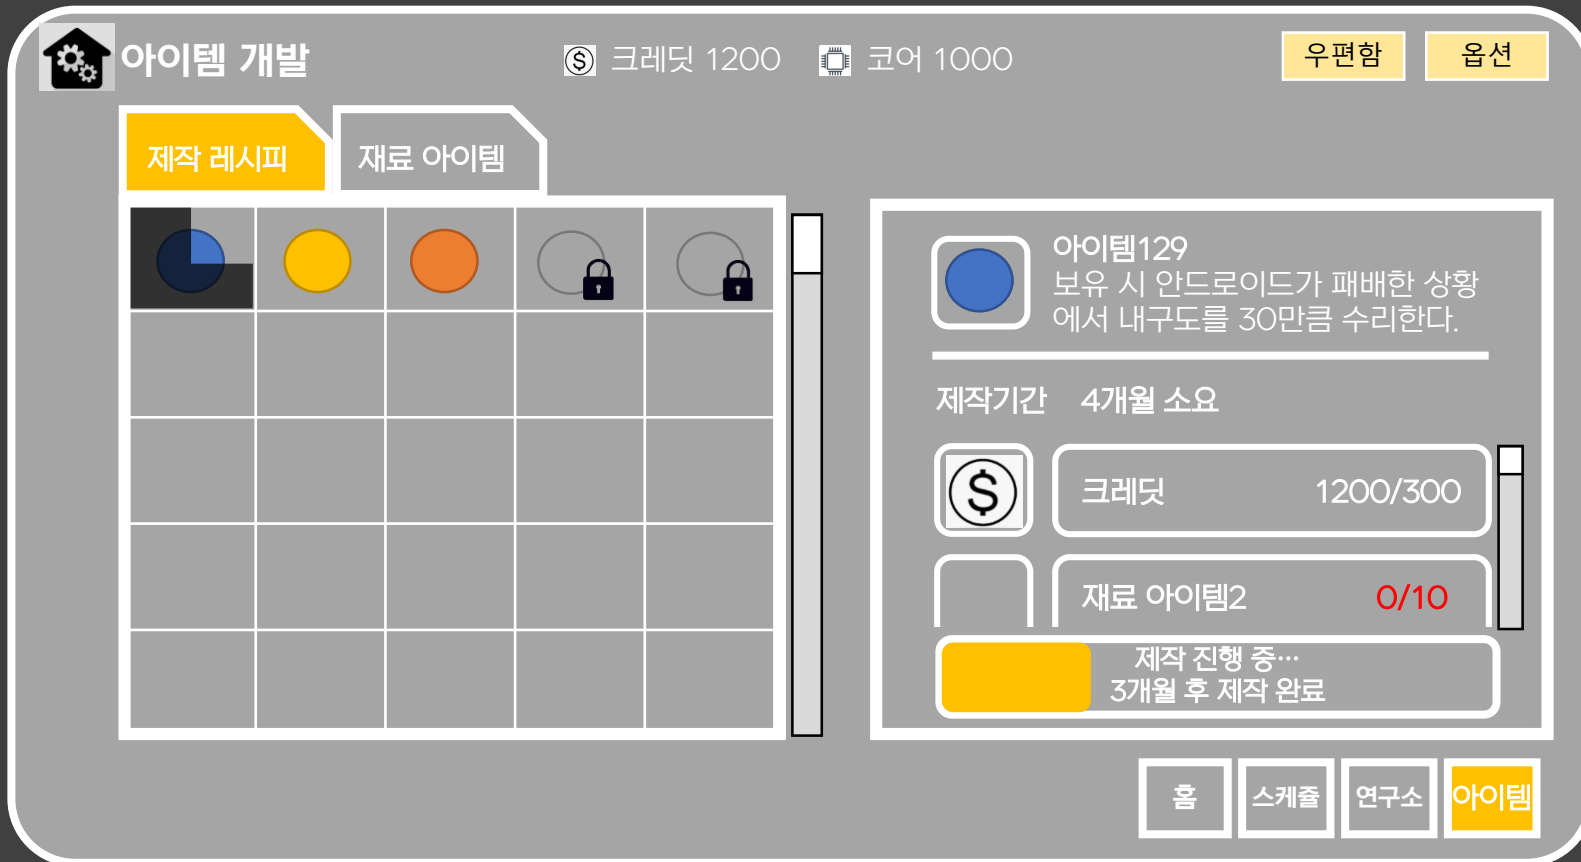 아이템 개발
크레딧 1200
코어 1000
우편함
옵션
제작 레시피
재료 아이템
아이템129
보유 시 안드로이드가 패배한 상황
에서 내구도를 30만큼 수리한다.
제작기간 4개월 소요
크레딧 1200/300
재료 아이템2 0/10
제작 진행 중…
3개월 후 제작 완료
홈
스케쥴
연구소
아이템